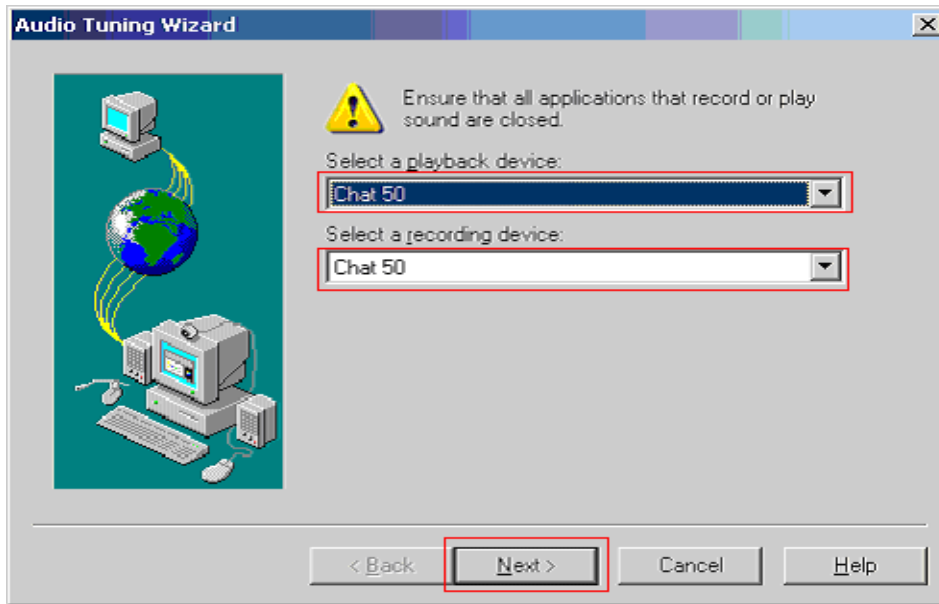 Audio Tuning Wizard
Ensure that all applications that record or play
sound are closed.
Select a playback device:
Chat 50
Select a recording device:
Chat 50
< Back
Next >
Cancel
Help